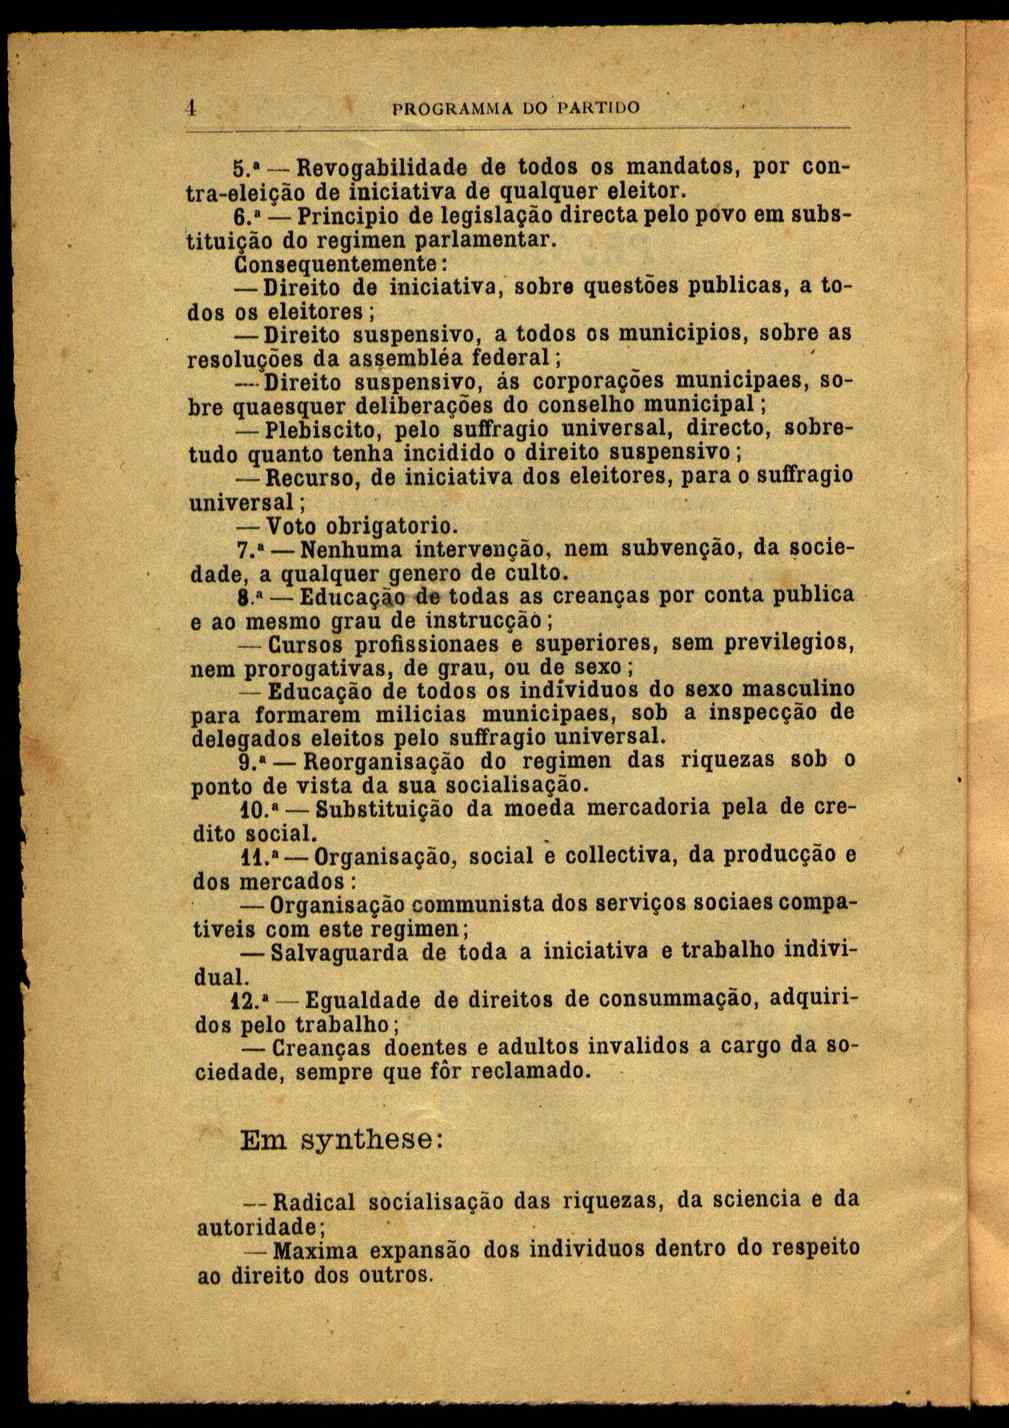 4 PROGRAMMA DO PARTIDO
5.ª — Revogabilidade de todos os mandatos, por con-
tra-eleição de iniciativa de qualquer eleitor.
6.ª — Principio de legislação directa pelo povo em subs-
tituição do regimen parlamentar.
Consequentemente:
— Direito de iniciativa, sobre questões publicas, a to-
dos os eleitores;
— Direito suspensivo, a todos os municipios, sobre as
resoluções da assembléa federal;
— Direito suspensivo, ás corporações municipaes, so-
bre quaesquer deliberações do conselho municipal;
— Plebiscito, pelo suffragio universal, directo, sobre-
tudo quanto tenha incidido o direito suspensivo;
— Recurso, de iniciativa dos eleitores, para o suffragio
universal;
— Voto obrigatorio.
7.ª — Nenhuma intervenção, nem subvenção, da socie-
dade, a qualquer genero de culto.
8.ª — Educação de todas as creanças por conta publica
e ao mesmo grau de instrucção;
— Cursos profissionaes e superiores, sem previlegios,
nem prorogativas, de grau, ou de sexo;
— Educação de todos os individuos do sexo masculino
para formarem milicias municipaes, sob a inspecção de
delegados eleitos pelo suffragio universal.
9.ª — Reorganisação do regimen das riquezas sob o
ponto de vista da sua socialisação.
10.ª — Substituição da moeda mercadoria pela de cre-
dito social.
11.ª — Organisação, social e collectiva, da producção e
dos mercados:
— Organisação communista dos serviços sociaes compa-
tiveis com este regimen;
— Salvaguarda de toda a iniciativa e trabalho indivi-
dual.
12.ª — Egualdade de direitos de consummação, adquiri-
dos pelo trabalho;
— Creanças doentes e adultos invalidos a cargo da so-
ciedade, sempre que fôr reclamado.
Em synthese:
— Radical socialisação das riquezas, da sciencia e da
autoridade;
— Maxima expansão dos individuos dentro do respeito
ao direito dos outros.